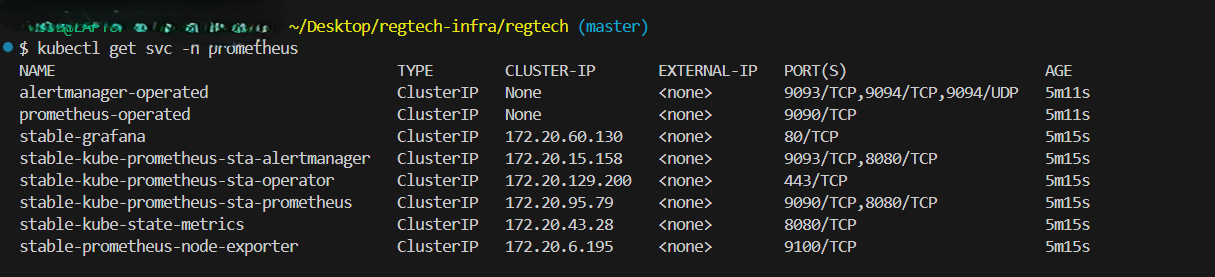 ~/Desktop/regtech-infra/regtech (master)
$ kubectl get svc -n prometheus
NAME TYPE CLUSTER-IP EXTERNAL-IP PORT(S) AGE
alertmanager-operated ClusterIP None <none> 9093/TCP,9094/TCP,9094/UDP 5m11s
prometheus-operated ClusterIP None <none> 9090/TCP 5m11s
stable-grafana ClusterIP 172.20.60.130 <none> 80/TCP 5m15s
stable-kube-prometheus-sta-alertmanager ClusterIP 172.20.15.158 <none> 9093/TCP,8080/TCP 5m15s
stable-kube-prometheus-sta-operator ClusterIP 172.20.129.200 <none> 443/TCP 5m15s
stable-kube-prometheus-sta-prometheus ClusterIP 172.20.95.79 <none> 9090/TCP,8080/TCP 5m15s
stable-kube-state-metrics ClusterIP 172.20.43.28 <none> 8080/TCP 5m15s
stable-prometheus-node-exporter ClusterIP 172.20.6.195 <none> 9100/TCP 5m15s